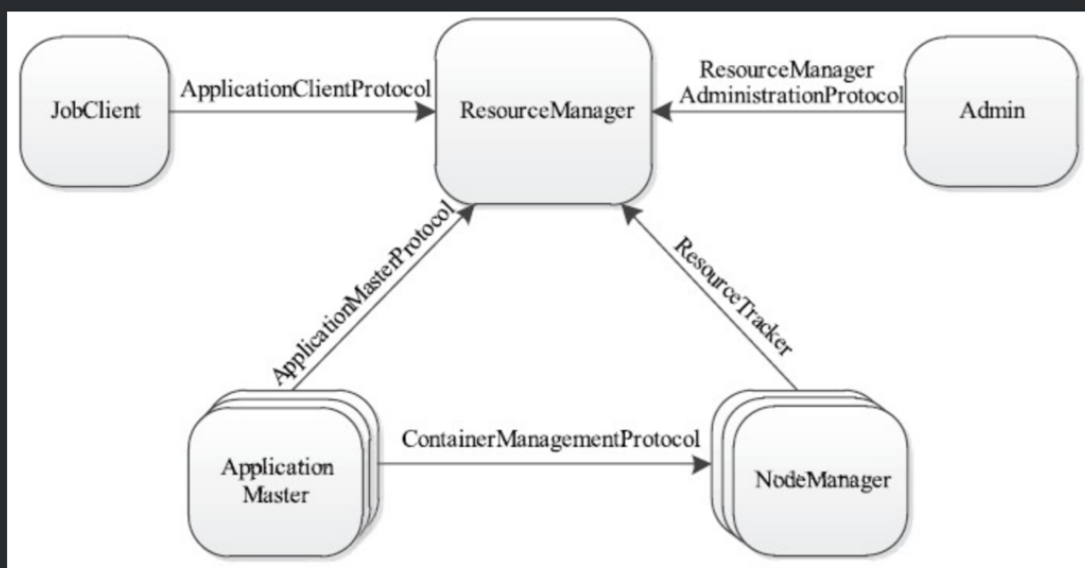 JobClient
ApplicationClientProtocol
ResourceManager
ResourceManager
AdministrationProtocol
Admin
ApplicationMasterProtocol
ResourceTracker
Application
Master
ContainerManagementProtocol
NodeManager